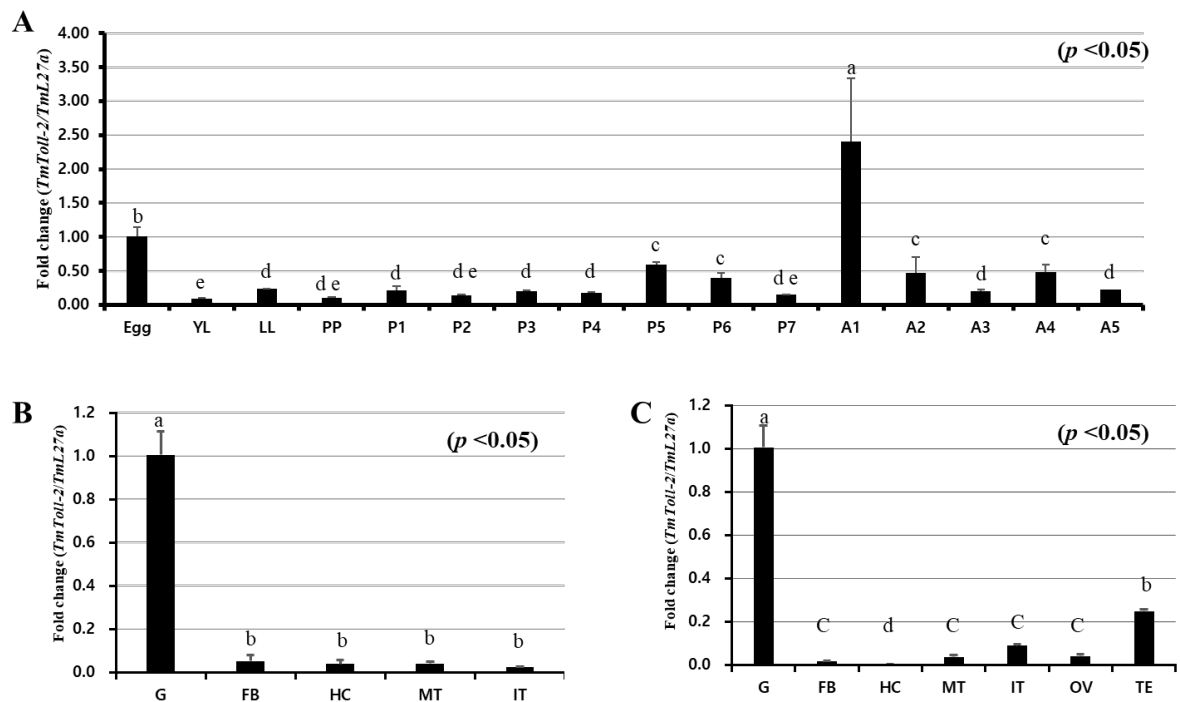 A
Fold change (TmToll-2/TmL27a)
4.00
3.50
3.00
2.50
2.00
1.50
1.00
0.50
0.00
(p <0.05)
b e d d e d d e d d c c d e a c d c d
Egg YL LL PP P1 P2 P3 P4 P5 P6 P7 A1 A2 A3 A4 A5
B
Fold change (TmToll-2/TmL27a)
1.2
1.0
0.8
0.6
0.4
0.2
0.0
(p <0.05)
a b b b b
G FB HC MT IT
C
Fold change (TmToll-2/TmL27a)
1.2
1.0
0.8
0.6
0.4
0.2
0.0
(p <0.05)
a C d C C C b
G FB HC MT IT OV TE